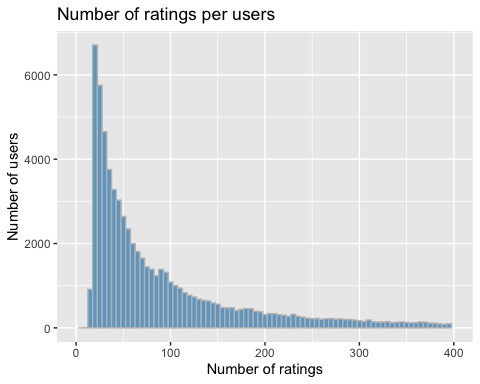 Number of ratings per users
Number of users
6000
4000
2000
0
0 100 200 300 400
Number of ratings